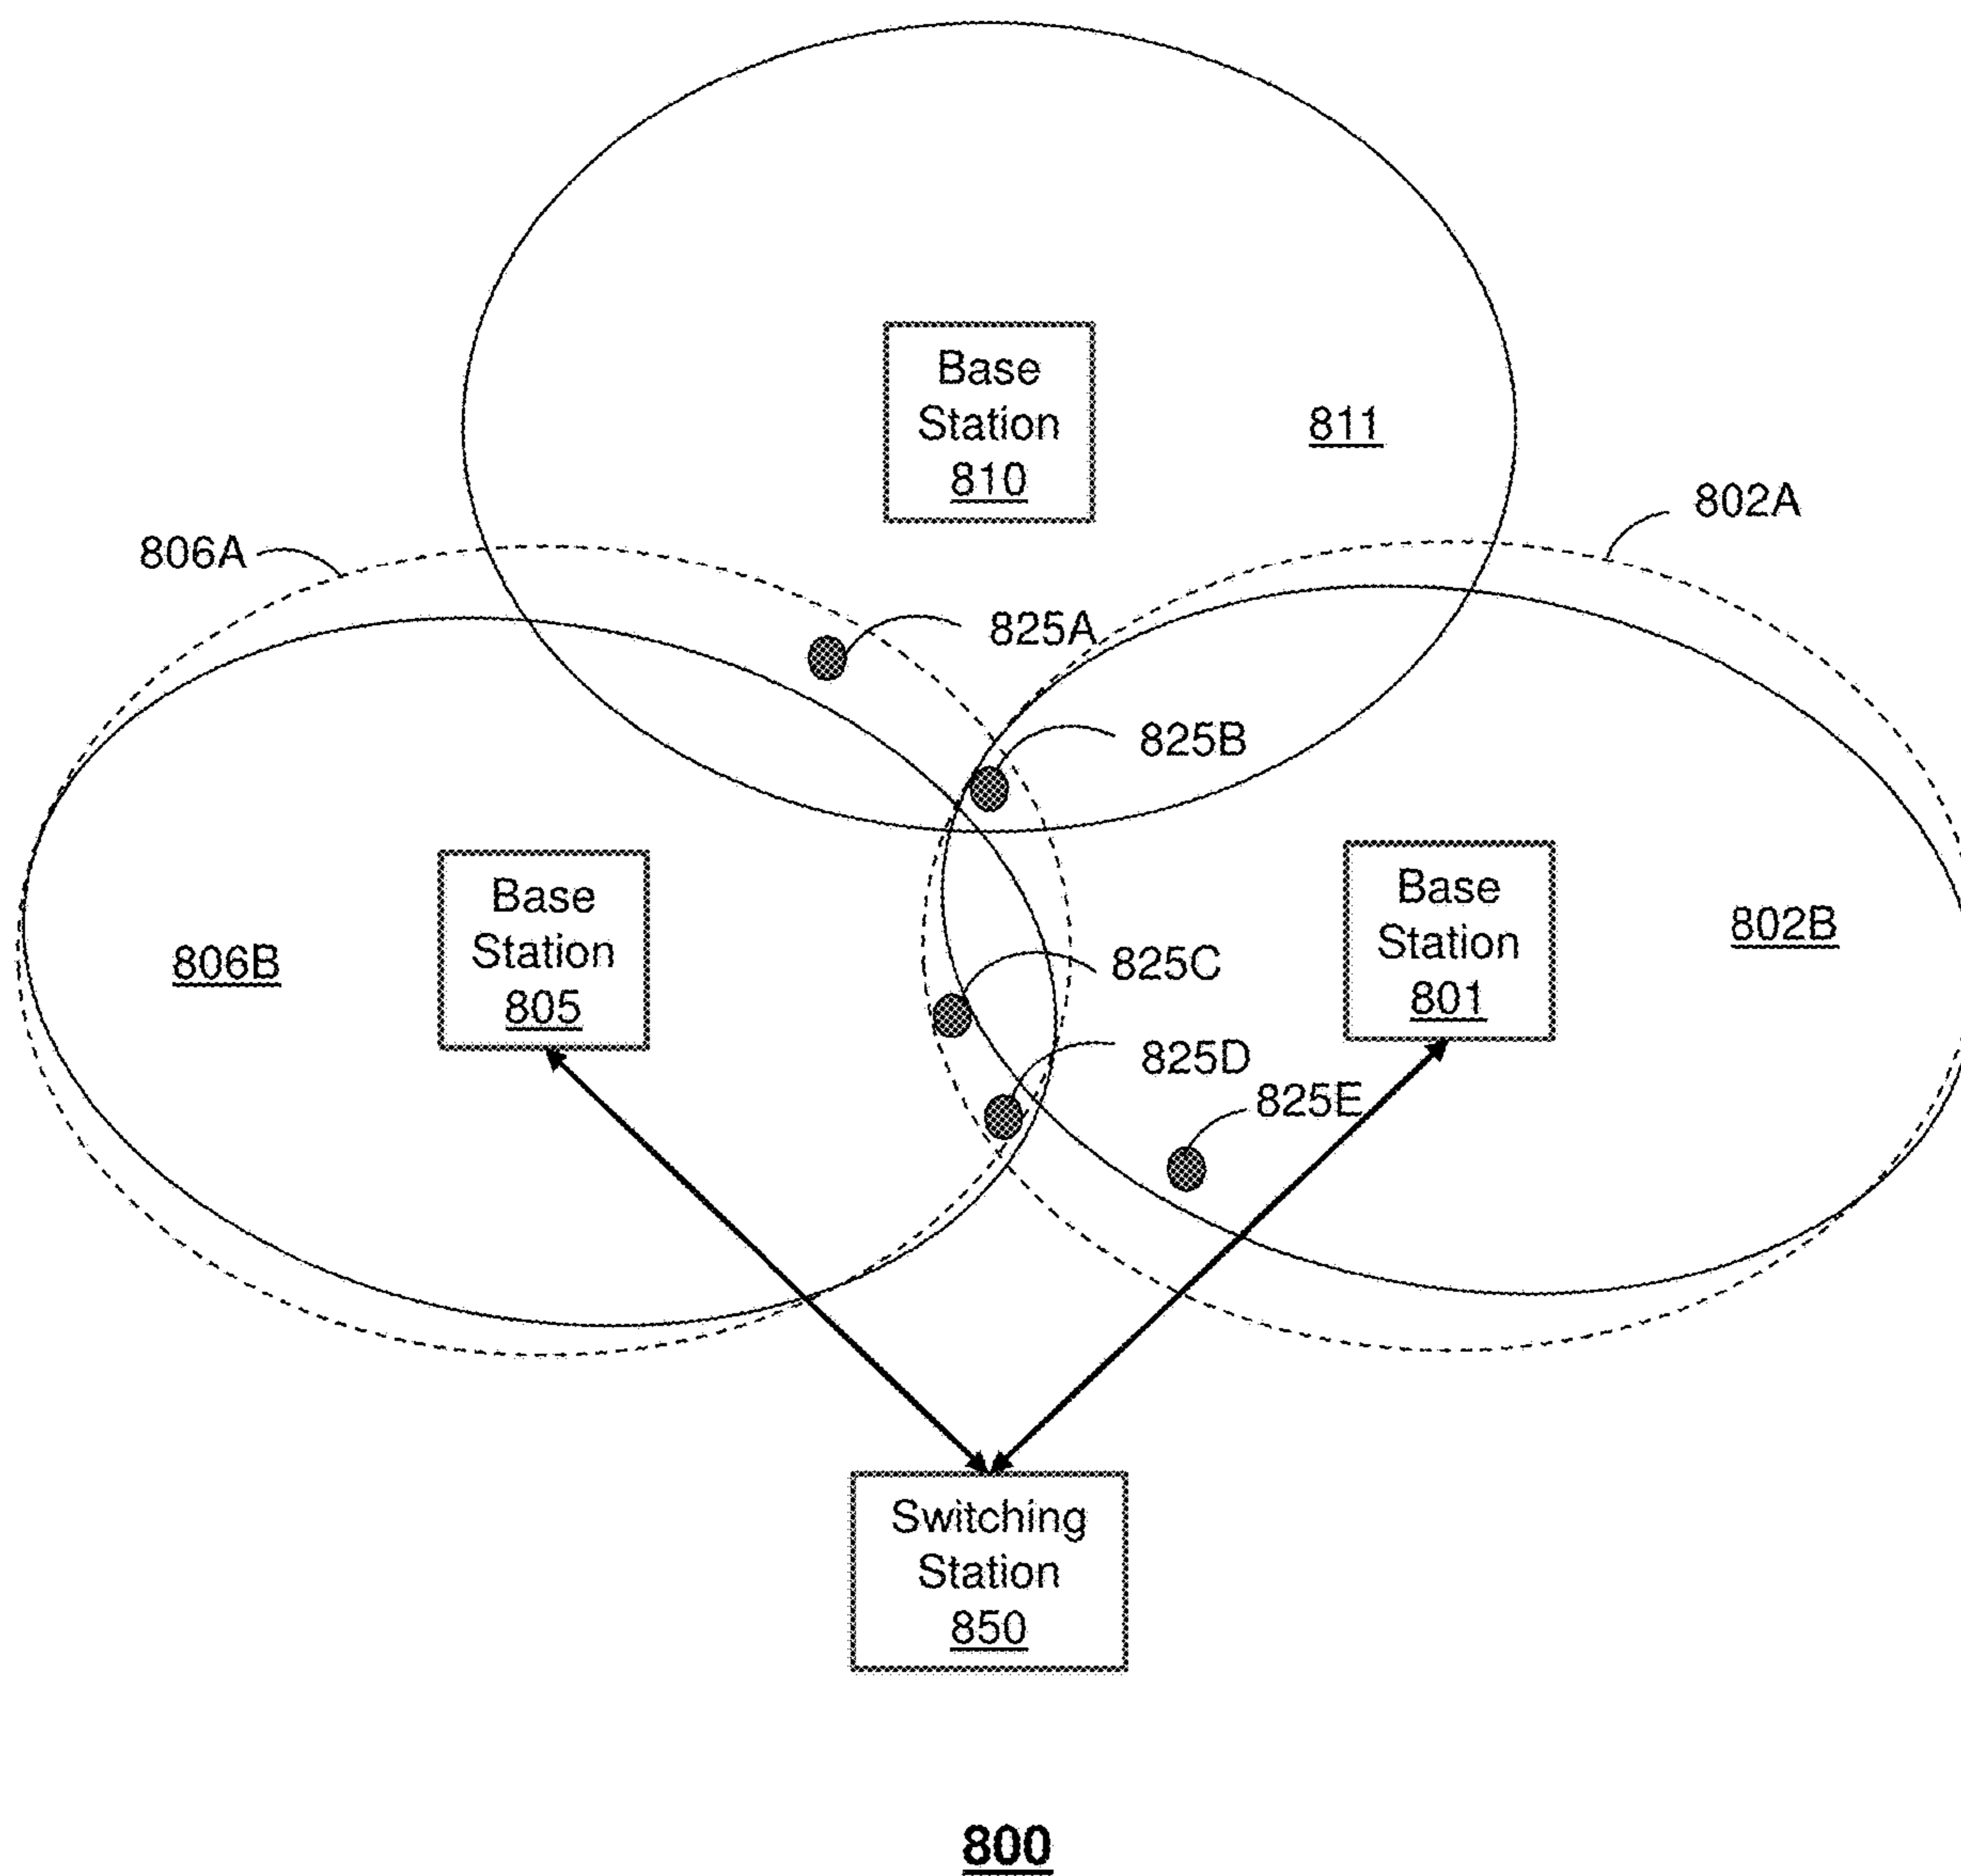 Base
Station
810
811
802A
806A
825A
825B
Base
Station
805
806B
Base
Station
801
802B
825C
825D
825E
Switching
Station
850
800